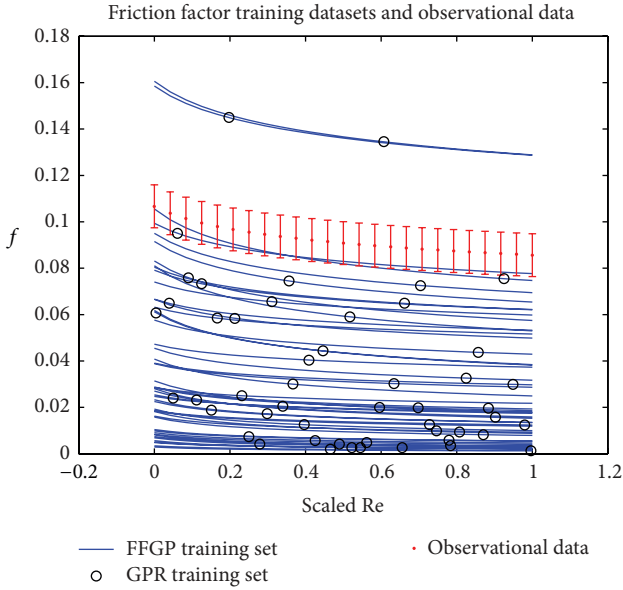 Friction factor training datasets and observational data
0.18
0.16
0.14
0.12
0.1
0.08
0.06
0.04
0.02
0
f
−0.2 0 0.2 0.4 0.6 0.8 1 1.2
Scaled Re
FFGP training set
GPR training set
Observational data